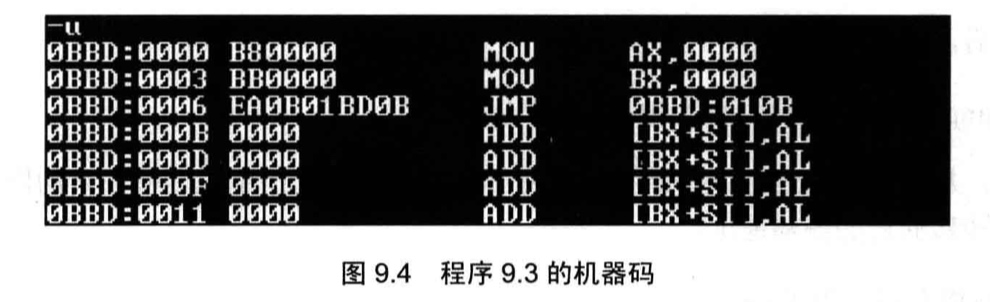 -u
0BBD:0000 B80000 MOV AX,0000
0BBD:0003 BB0000 MOV BX,0000
0BBD:0006 EA0B01BD0B JMP 0BBD:010B
0BBD:000B 0000 ADD [BX+SI],AL
0BBD:000D 0000 ADD [BX+SI],AL
0BBD:000F 0000 ADD [BX+SI],AL
0BBD:0011 0000 ADD [BX+SI],AL
图 9.4 程序 9.3 的机器码